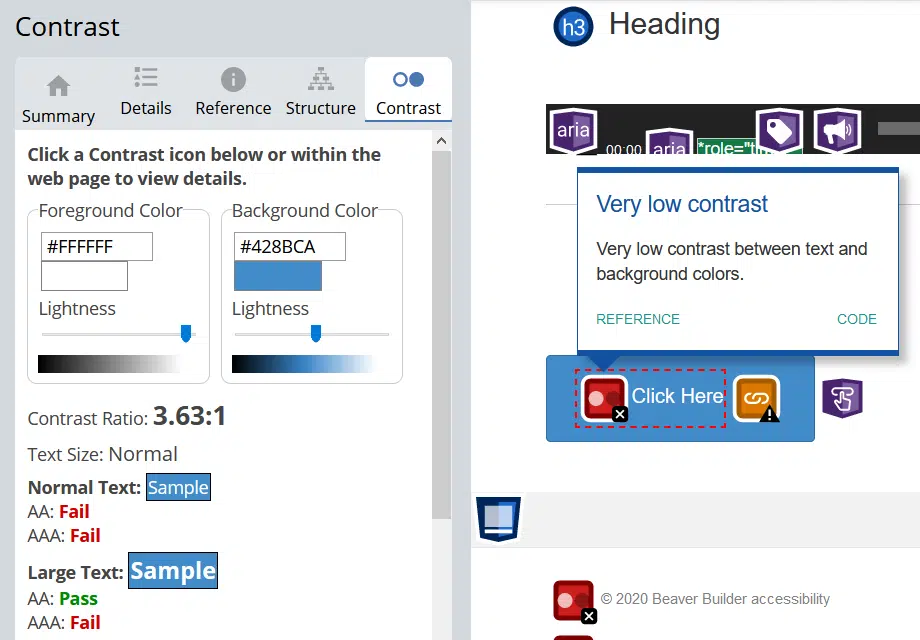 Contrast
Summary
Details
Reference
Structure
Contrast
Click a Contrast icon below or within the
web page to view details.
Foreground Color
Background Color
#FFFFFF
#428BCA
Lightness
Lightness
Contrast Ratio: 3.63:1
Text Size: Normal
Normal Text: Sample
AA: Fail
AAA: Fail
Large Text: Sample
AA: Pass
AAA: Fail
h3 Heading
aria
00:00
aria
*role="ti
Very low contrast
Very low contrast between text and
background colors.
REFERENCE
CODE
Click Here
© 2020 Beaver Builder accessibility